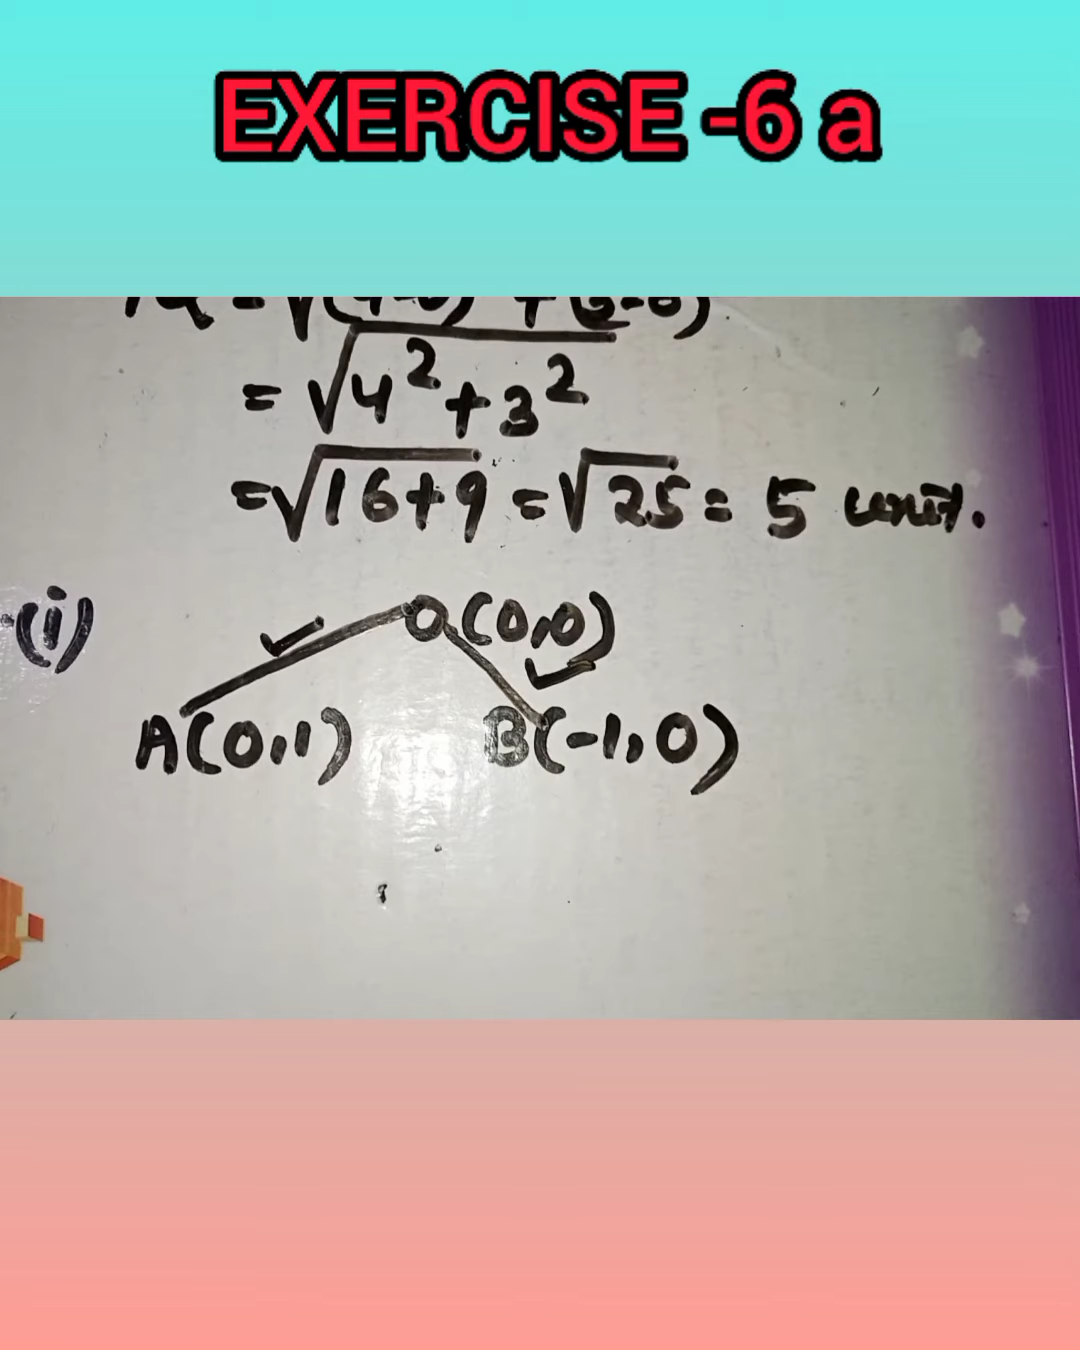 EXERCISE -6 a
= √4² + 3²
= √16+9 = √25 = 5 unit.
(i) O(0,0)
A(0,1) B(-1,0)